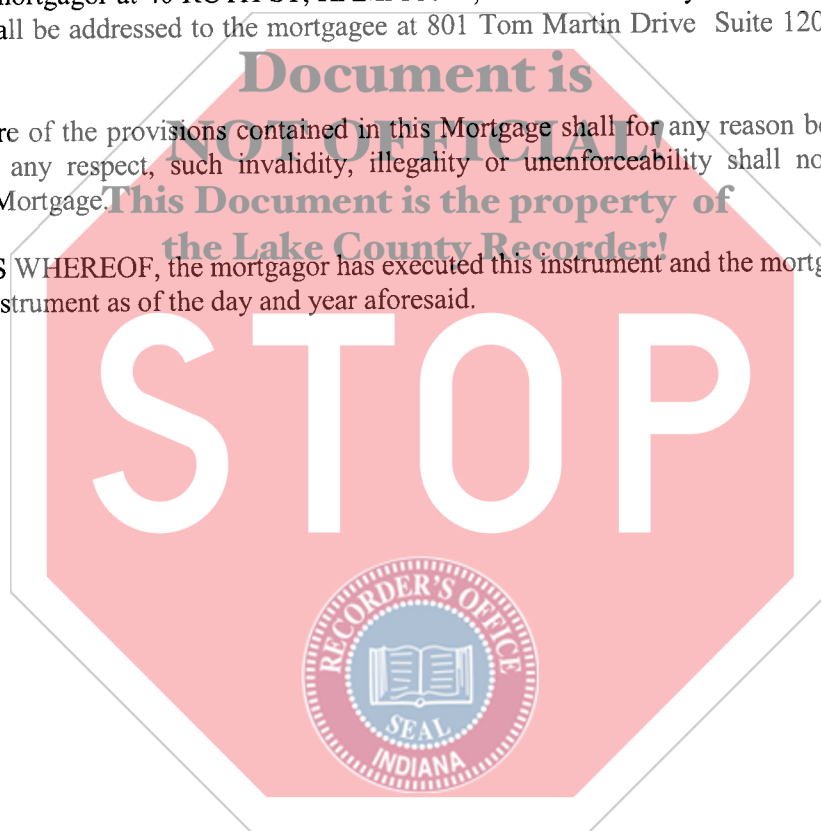 mortgagor at 40
all be addressed to the mortgagee at 801 Tom Martin Drive Suite 120
Document is
re of the provisions contained in this Mortgage shall for any reason be
NOT OFFICIAL!
any respect, such invalidity, illegality or unenforceability shall no
Mortgage.
This Document is the property of
the Lake County Recorder!
S WHEREOF, the mortgagor has executed this instrument and the mortg
strument as of the day and year aforesaid.
STOP
RECORDER'S OFFICE
SEAL
INDIANA